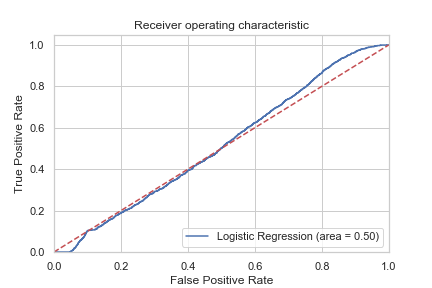 Receiver operating characteristic
1.0
0.8
0.6
0.4
0.2
0.0
True Positive Rate
Logistic Regression (area = 0.50)
0.0 0.2 0.4 0.6 0.8 1.0
False Positive Rate